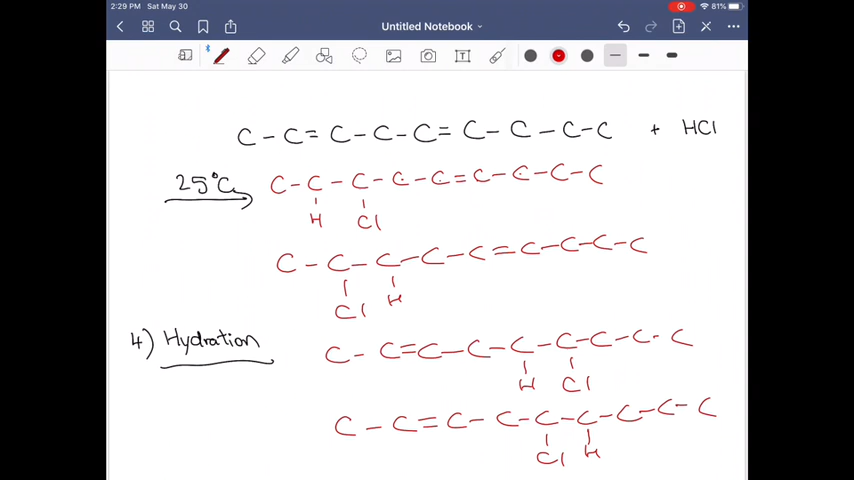 2:29 PM Sat May 30
81%
Untitled Notebook
C - C = C - C - C = C - C - C - C + HCl
25°C
C - C - C - C - C = C - C - C - C
H Cl
C - C - C - C - C = C - C - C - C
Cl H
4) Hydration
C - C = C - C - C - C - C - C - C
H Cl
C - C = C - C - C - C - C - C - C
Cl H